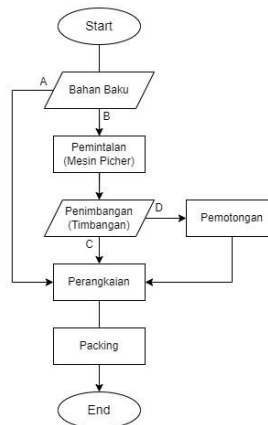 Start
A
Bahan Baku
B
Pemintalan
(Mesin Picher)
Penimbangan
(Timbangan)
D
Pemotongan
C
Perangkaian
Packing
End